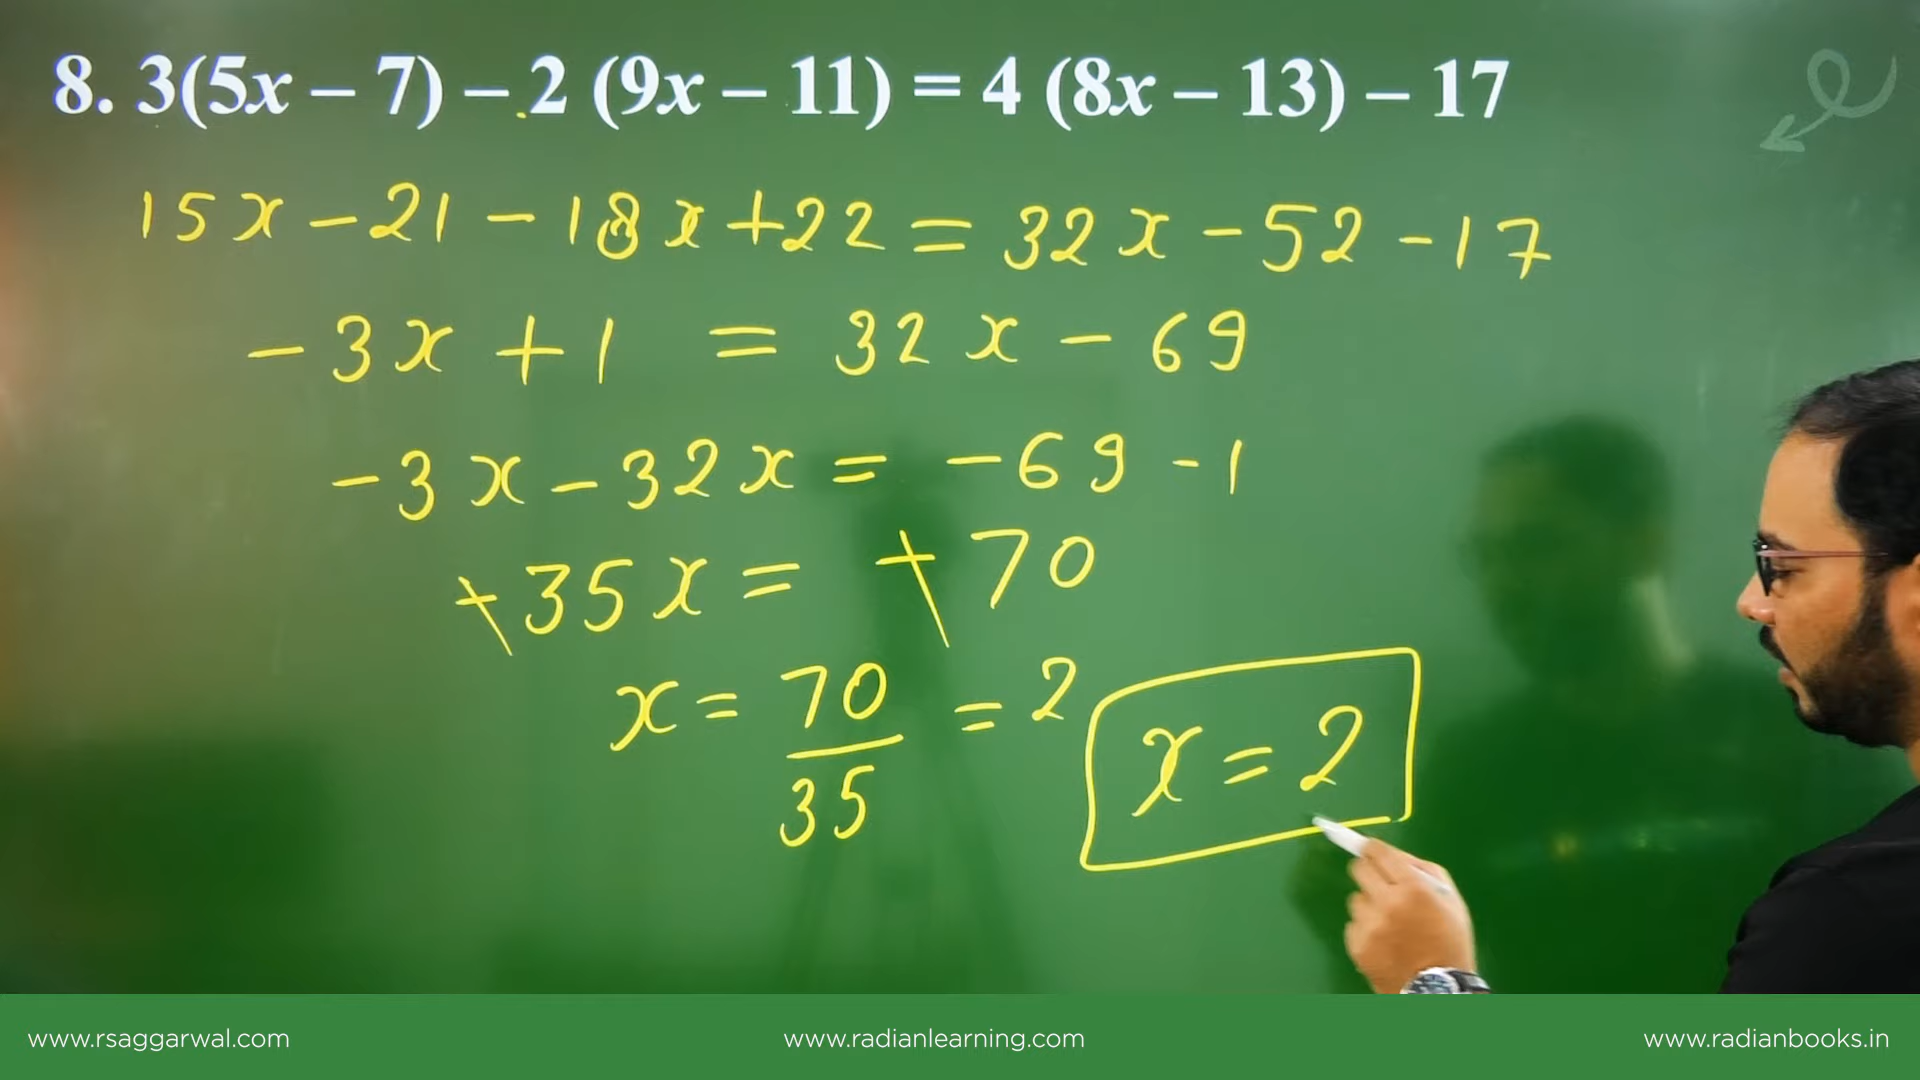 8. 3(5x – 7) – 2 (9x – 11) = 4 (8x – 13) – 17
15x - 21 - 18x + 22 = 32x - 52 - 17
- 3x + 1 = 32x - 69
- 3x - 32x = - 69 - 1
+35x = +70
x = 70/35 = 2
x = 2
www.rsaggarwal.com www.radianlearning.com www.radianbooks.in